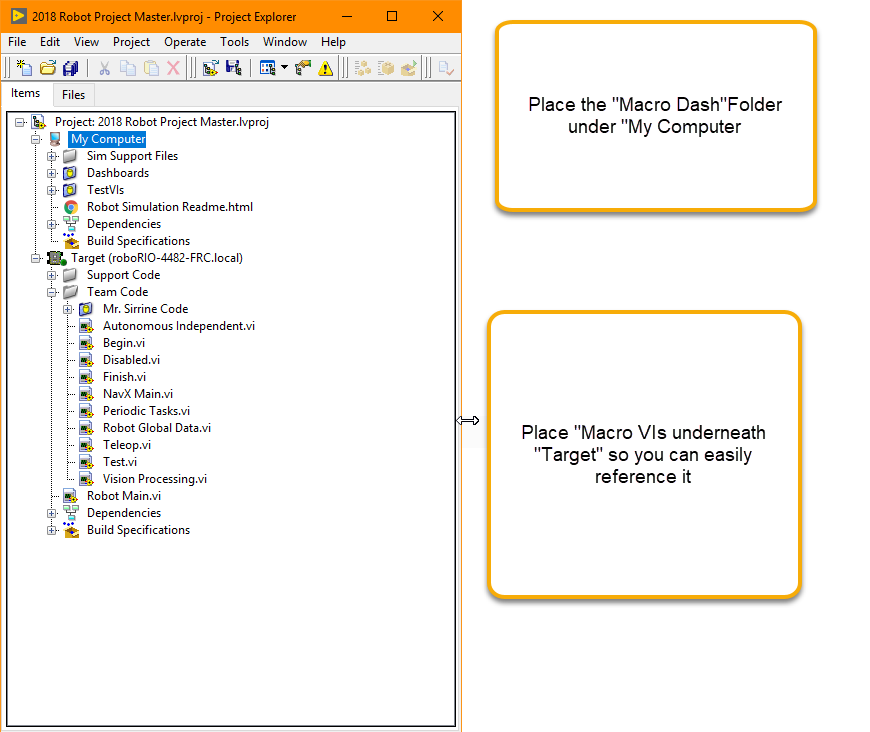 2018 Robot Project Master.lvproj - Project Explorer
File Edit View Project Operate Tools Window Help
Items Files
Project: 2018 Robot Project Master.lvproj
My Computer
Sim Support Files
Dashboards
TestVIs
Robot Simulation Readme.html
Dependencies
Build Specifications
Target (roboRIO-4482-FRC.local)
Support Code
Team Code
Mr. Sirrine Code
Autonomous Independent.vi
Begin.vi
Disabled.vi
Finish.vi
NavX Main.vi
Periodic Tasks.vi
Robot Global Data.vi
Teleop.vi
Test.vi
Vision Processing.vi
Robot Main.vi
Dependencies
Build Specifications
Place the "Macro Dash"Folder
under "My Computer
Place "Macro VIs underneath
"Target" so you can easily
reference it